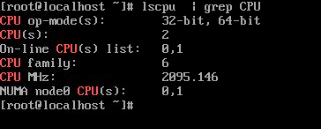 [root@localhost ~]# lscpu  | grep CPU
CPU op-mode(s):        32-bit, 64-bit
CPU(s):                2
On-line CPU(s) list:   0,1
CPU family:            6
CPU MHz:               2095.146
NUMA node0 CPU(s):     0,1
[root@localhost ~]#